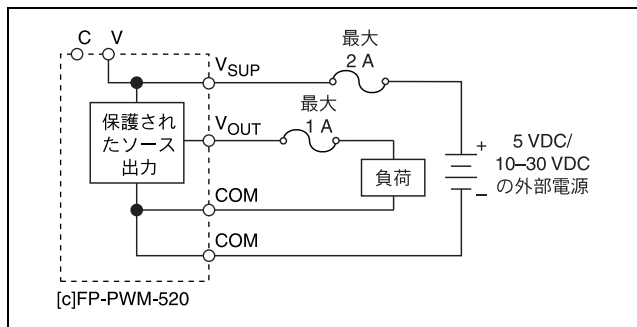 C V
VSUP
最大
2 A
保護され
たソース
出力
VOUT
最大
1 A
負荷
+
5 VDC/
10–30 VDC
の外部電源
–
COM
COM
[c]FP-PWM-520